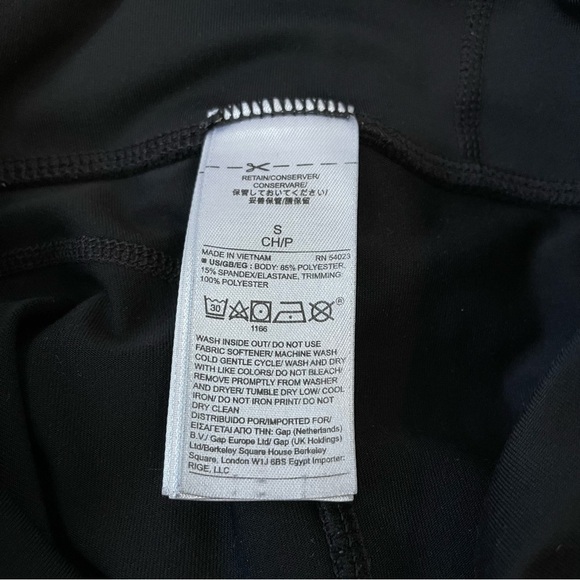 RETAIN/CONSERVER/
CONSERVARE/
保管しておいてください/
妥善保管/請保留
S
CH/P
MADE IN VIETNAM RN 54023
■ US/GB/EG : BODY: 85% POLYESTER,
15% SPANDEX/ELASTANE, TRIMMING:
100% POLYESTER
30
®
1166
WASH INSIDE OUT/ DO NOT USE
FABRIC SOFTENER/ MACHINE WASH
COLD GENTLE CYCLE/ WASH AND DRY
WITH LIKE COLORS/ DO NOT BLEACH/
REMOVE PROMPTLY FROM WASHER
AND DRYER/ TUMBLE DRY LOW/ COOL
IRON/ DO NOT IRON PRINT/ DO NOT
DRY CLEAN
DISTRIBUIDO POR/IMPORTED FOR/
ΕΙΣΑΓΕΤΑΙ ΑΠΟ ΤΗΝ: Gap (Netherlands)
B.V./ Gap Europe Ltd/ Gap (UK Holdings)
Ltd/Berkeley Square House Berkeley
Square, London W1J 6BS Egypt Importer:
RIGE, LLC